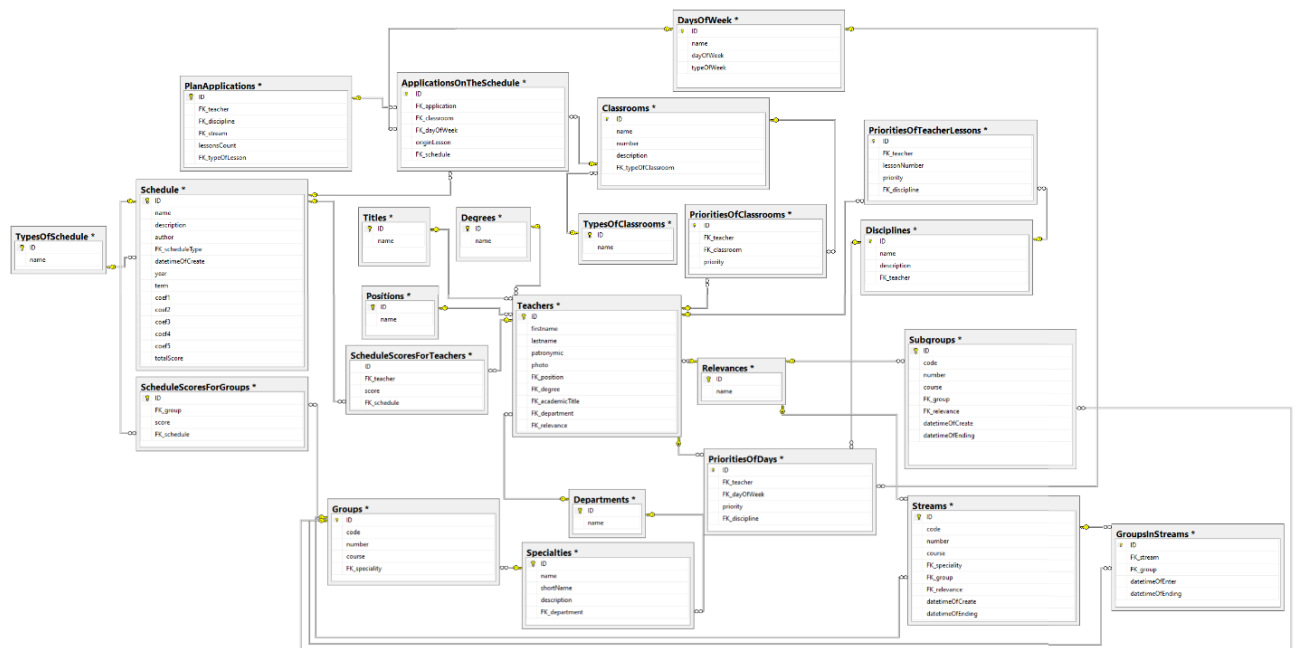 DaysOfWeek *
ID
name
dayOfWeek
typeOfWeek
PlanApplications *
ID
FK_teacher
FK_discipline
FK_stream
lessonsCount
FK_typeOfLesson
ApplicationsOnTheSchedule *
ID
FK_application
FK_classroom
FK_dayOfWeek
originLesson
FK_schedule
Classrooms *
ID
name
number
description
FK_typeOfClassroom
PrioritiesOfTeacherLessons *
ID
FK_teacher
lessonNumber
priority
FK_discipline
Schedule *
ID
name
description
author
FK_scheduleType
datetimeOfCreate
year
term
coef1
coef2
coef3
coef4
coef5
totalScore
TypesOfSchedule *
ID
name
Titles *
ID
name
Degrees *
ID
name
TypesOfClassrooms *
ID
name
PrioritiesOfClassrooms *
ID
FK_teacher
FK_classroom
priority
Disciplines *
ID
name
description
FK_teacher
Positions *
ID
name
Teachers *
ID
firstname
lastname
patronymic
photo
FK_position
FK_degree
FK_academicTitle
FK_department
FK_relevance
ScheduleScoresForTeachers *
ID
FK_teacher
score
FK_schedule
Relevances *
ID
name
Subgroups *
ID
code
number
course
FK_group
FK_relevance
datetimeOfCreate
datetimeOfEnding
ScheduleScoresForGroups *
ID
FK_group
score
FK_schedule
PrioritiesOfDays *
ID
FK_teacher
FK_dayOfWeek
priority
FK_discipline
Groups *
ID
code
number
course
FK_speciality
Departments *
ID
name
Specialties *
ID
name
shortName
description
FK_department
Streams *
ID
code
number
course
FK_speciality
FK_group
FK_relevance
datetimeOfCreate
datetimeOfEnding
GroupsInStreams *
ID
FK_stream
FK_group
datetimeOfEnter
datetimeOfEnding